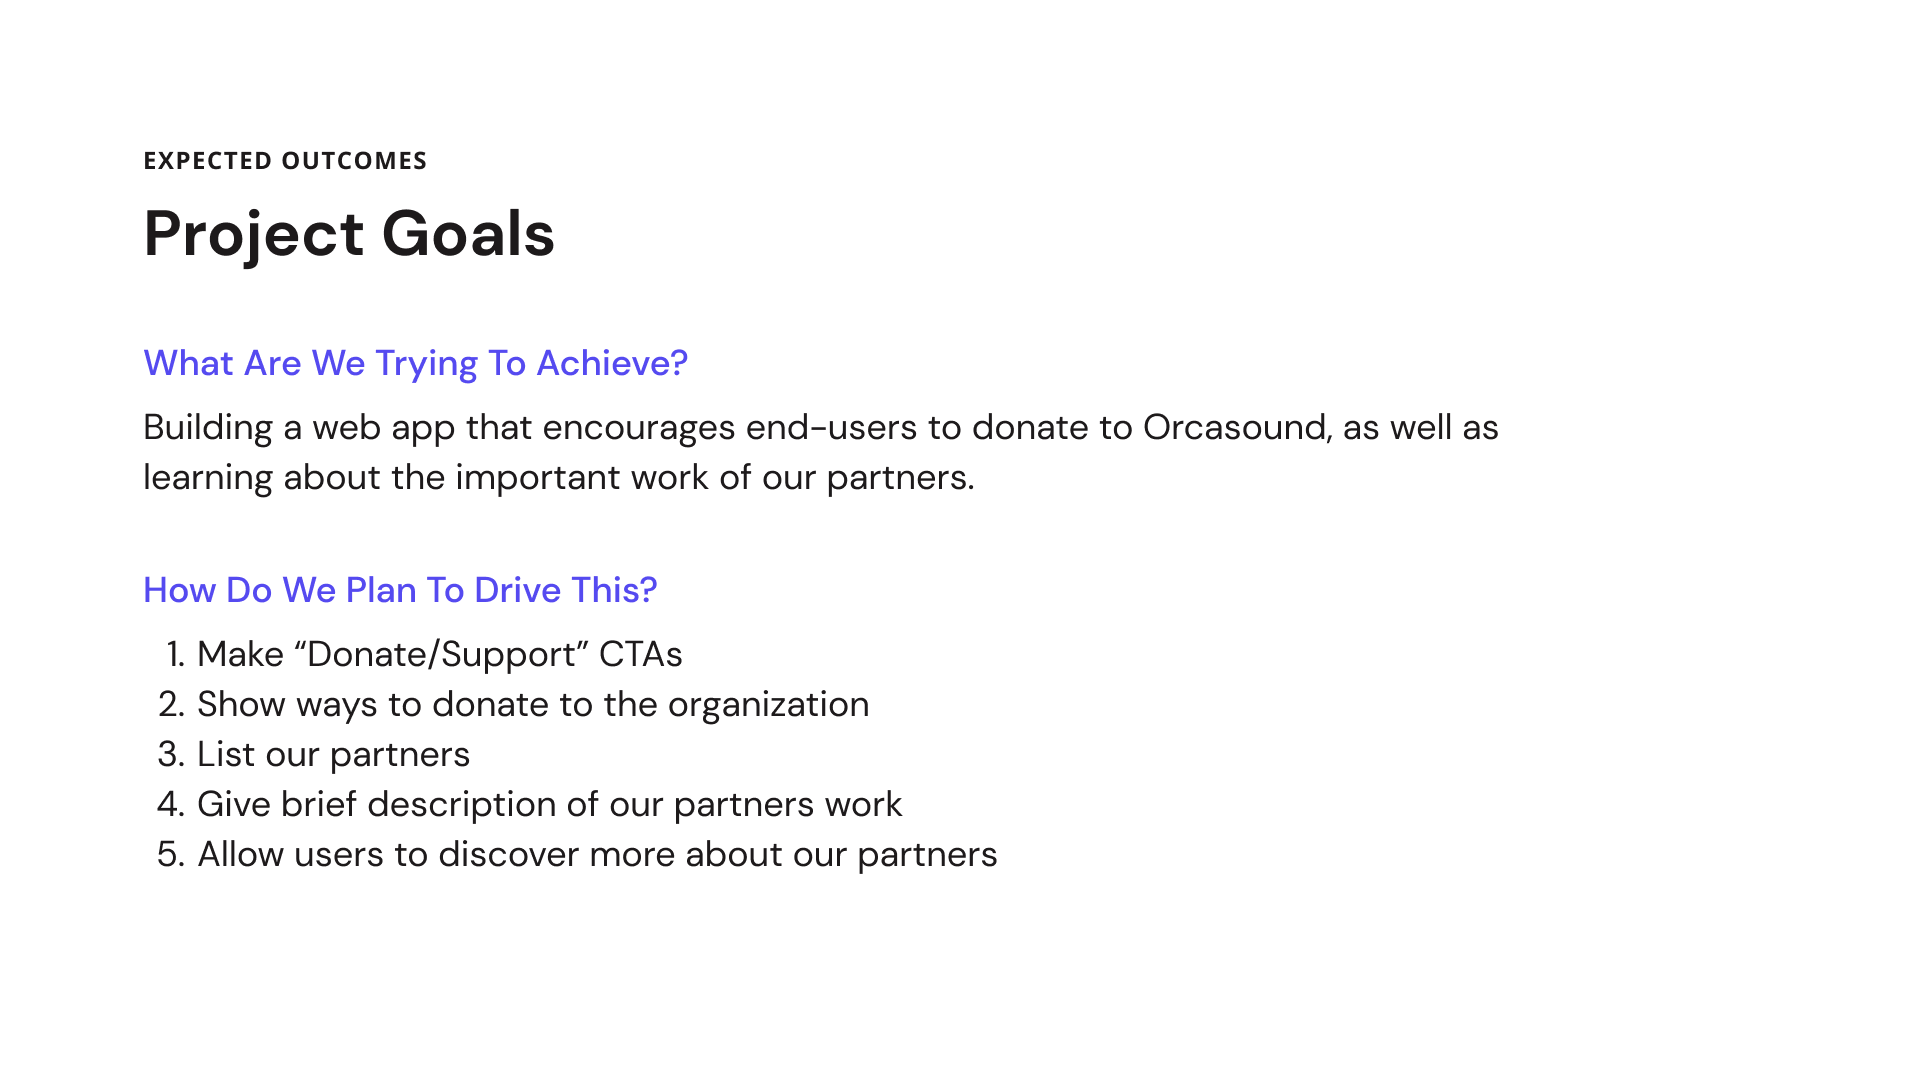 EXPECTED OUTCOMES
Project Goals
What Are We Trying To Achieve?
Building a web app that encourages end-users to donate to Orcasound, as well as
learning about the important work of our partners.
How Do We Plan To Drive This?
1. Make “Donate/Support” CTAs
2. Show ways to donate to the organization
3. List our partners
4. Give brief description of our partners work
5. Allow users to discover more about our partners